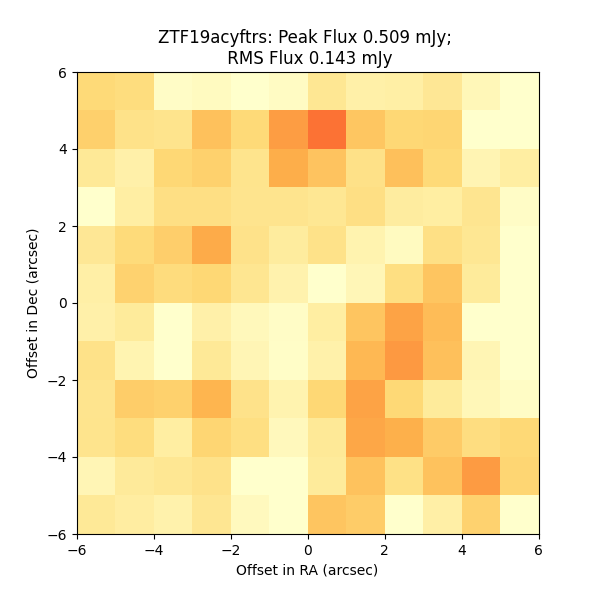 ZTF19acyftrs: Peak Flux 0.509 mJy;
RMS Flux 0.143 mJy
6
4
2
0
−2
−4
−6
Offset in Dec (arcsec)
−6 −4 −2 0 2 4 6
Offset in RA (arcsec)